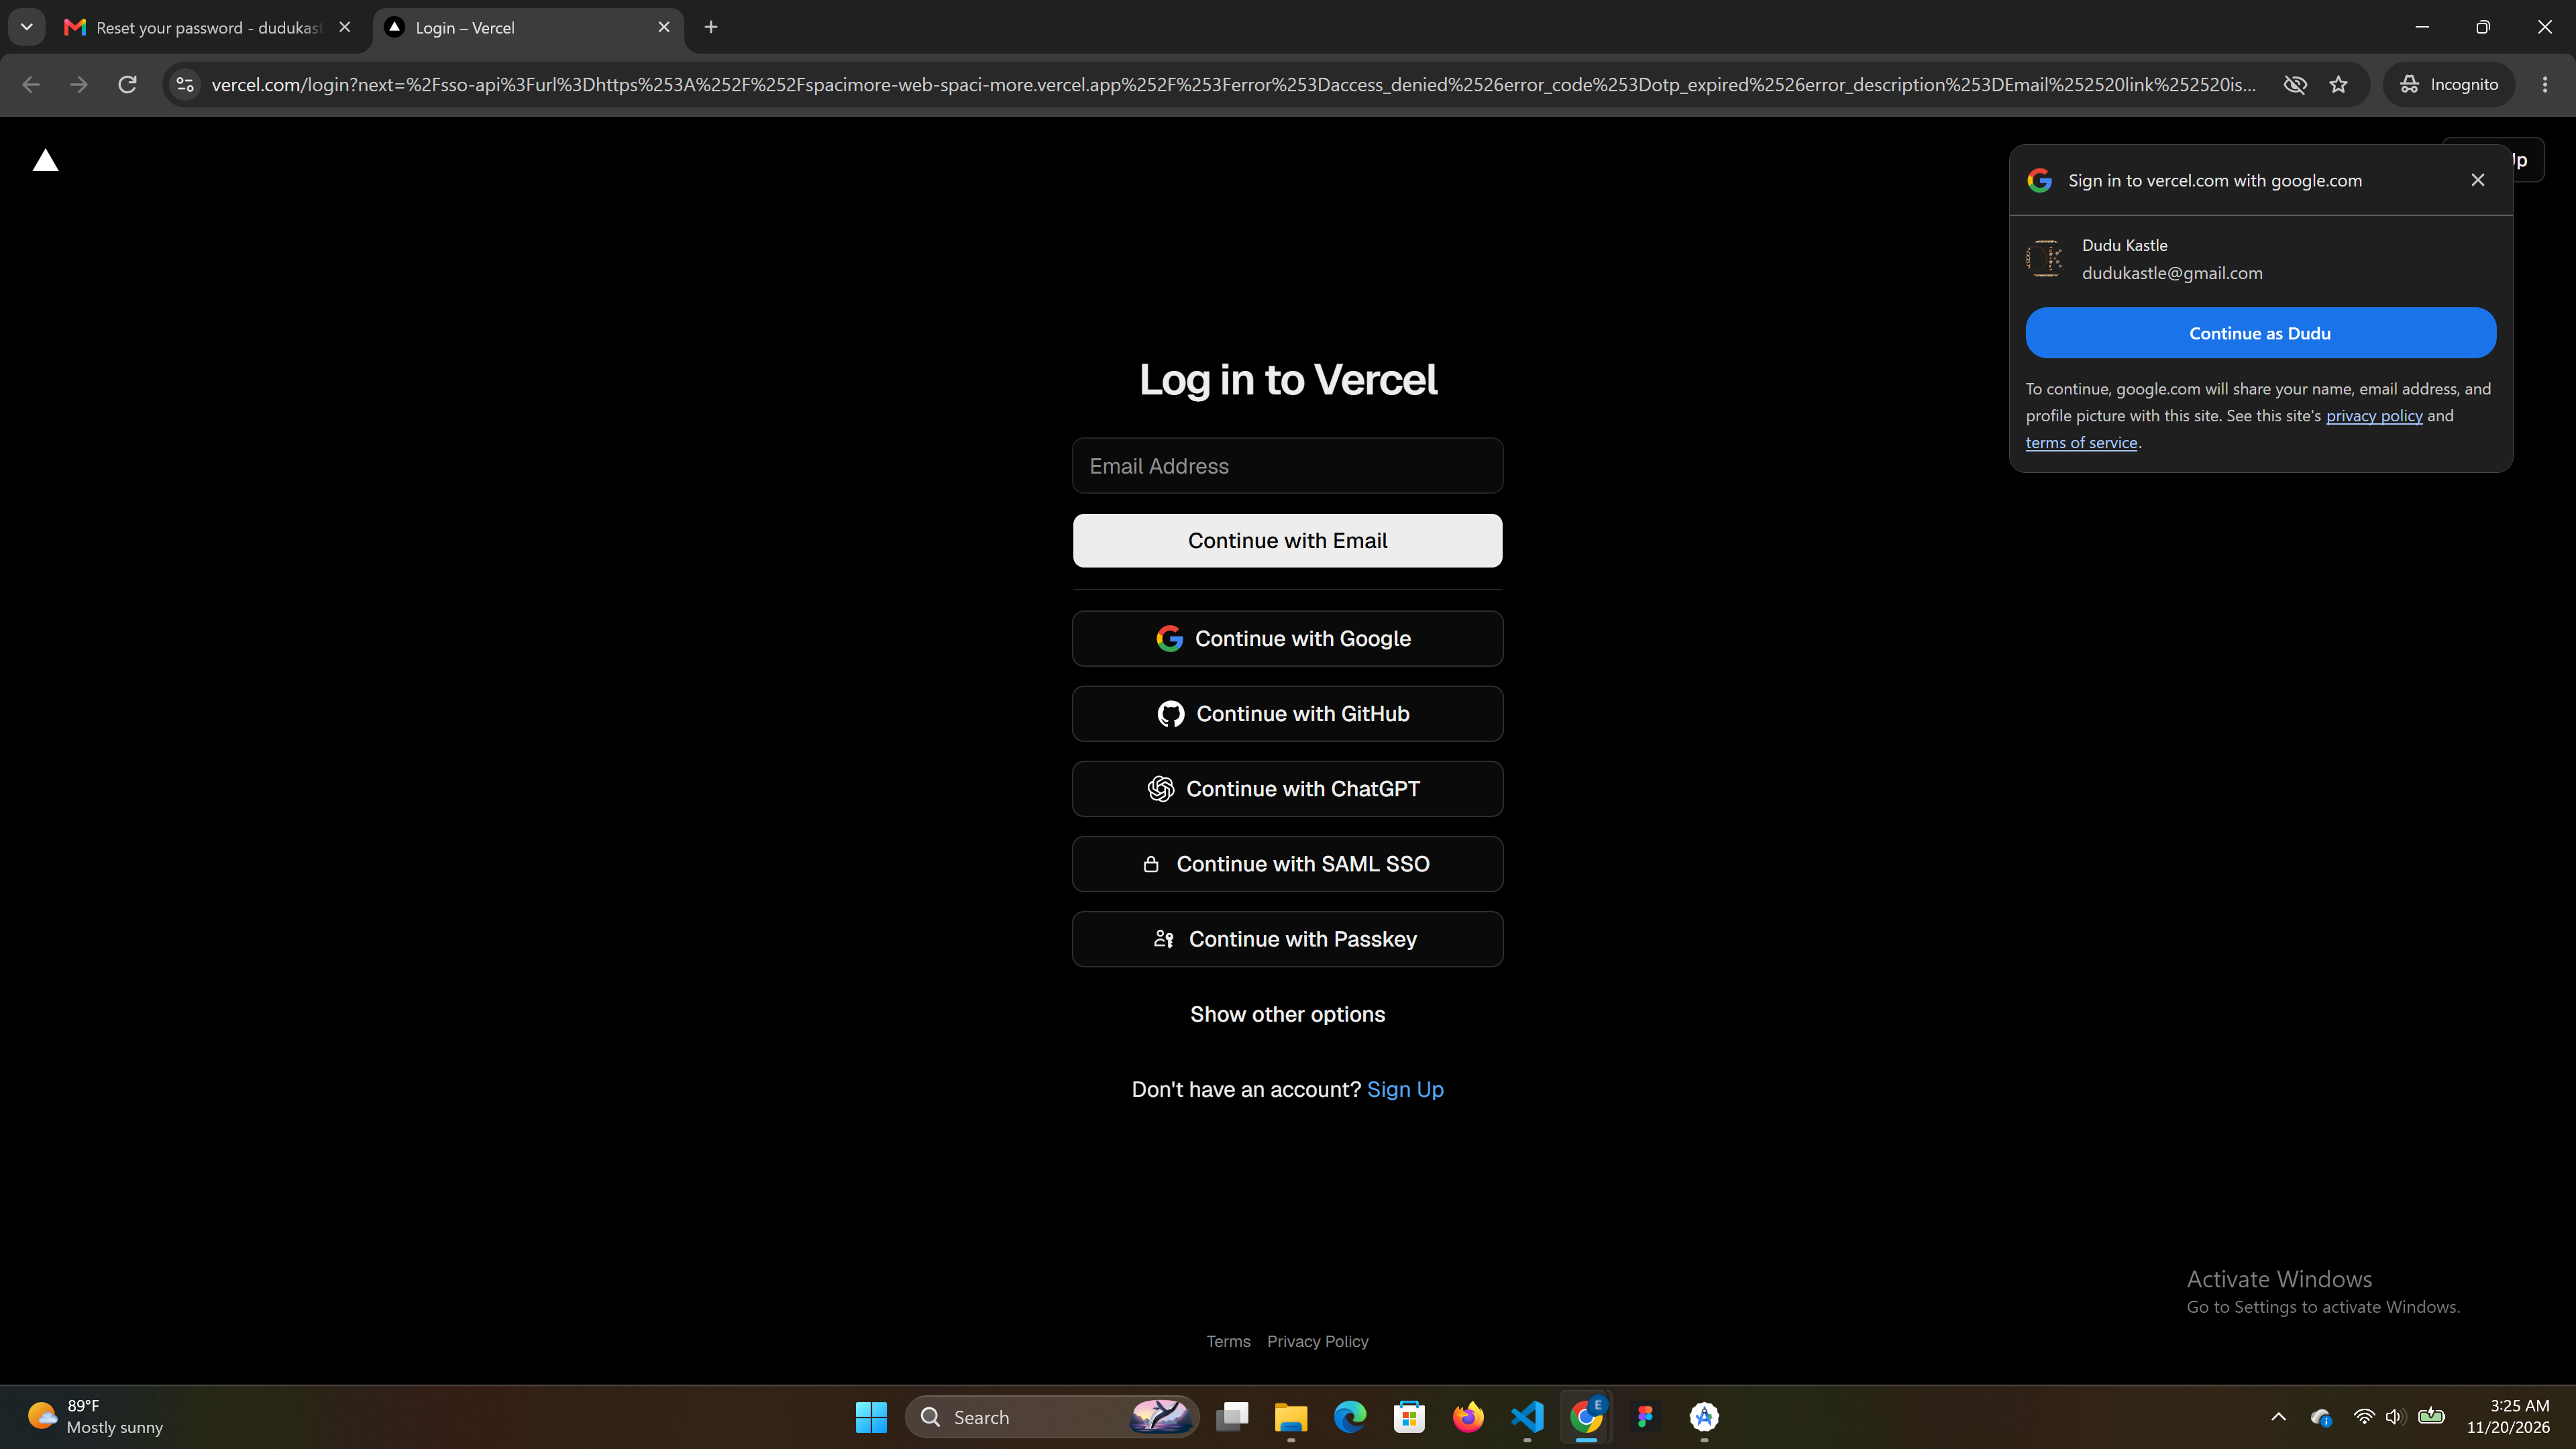 Reset your password - dudukast
Login – Vercel
vercel.com/login?next=%2Fsso-api%3Furl%3Dhttps%253A%252F%252Fspacimore-web-spaci-more.vercel.app%252F%253Ferror%253Daccess_denied%2526error_code%253Dotp_expired%2526error_description%253DEmail%252520link%252520is...
Incognito
Sign in to vercel.com with google.com
Dudu Kastle
dudukastle@gmail.com
Continue as Dudu
To continue, google.com will share your name, email address, and
profile picture with this site. See this site's privacy policy and
terms of service.
Log in to Vercel
Email Address
Continue with Email
Continue with Google
Continue with GitHub
Continue with ChatGPT
Continue with SAML SSO
Continue with Passkey
Show other options
Don't have an account? Sign Up
Activate Windows
Go to Settings to activate Windows.
Terms Privacy Policy
89°F
Mostly sunny
Search
E
3:25 AM
11/20/2026